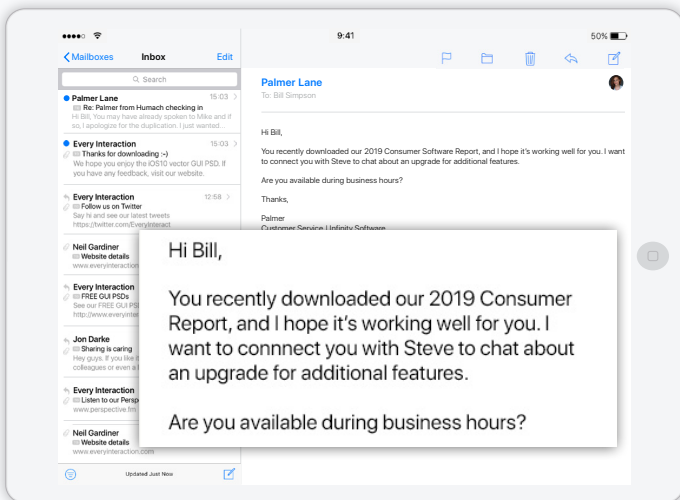 9:41
50%
Mailboxes
Inbox
Edit
Search
Palmer Lane
15:03
Re: Palmer from Humach checking in
Hi Bill, You may have already spoken to Mike and if
so, I apologize for the duplication. I just wanted...
Every Interaction
15:03
Thanks for downloading :-)
We hope you enjoy the iOS10 vector GUI PSD. If
you have any feedback, visit our website.
Every Interaction
12:58
Follow us on Twitter
Say hi and see our latest tweets
https://twitter.com/EveryInteract
Neil Gardiner
Website details
www.everyinteraction
Every Interaction
FREE GUI PSDs
See our FREE GUI PS
http://www.everyinter
Jon Darke
Sharing is caring
Hey guys. If you like it
colleagues or even a
Every Interaction
Listen to our Perspe
www.perspective.fm
Neil Gardiner
Website details
www.everyinteraction.com
Updated Just Now
Palmer Lane
To: Bill Simpson
Hi Bill,
You recently downloaded our 2019 Consumer Software Report, and I hope it's working well for you. I want
to connect you with Steve to chat about an upgrade for additional features.
Are you available during business hours?
Thanks,
Palmer
Customer Service | Infinity Software
Hi Bill,
You recently downloaded our 2019 Consumer
Report, and I hope it's working well for you. I
want to connnect you with Steve to chat about
an upgrade for additional features.
Are you available during business hours?